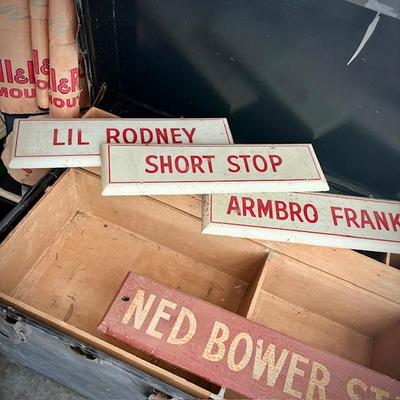 LIL RODNEY
SHORT STOP
ARMBRO FRANK
NED BOWER